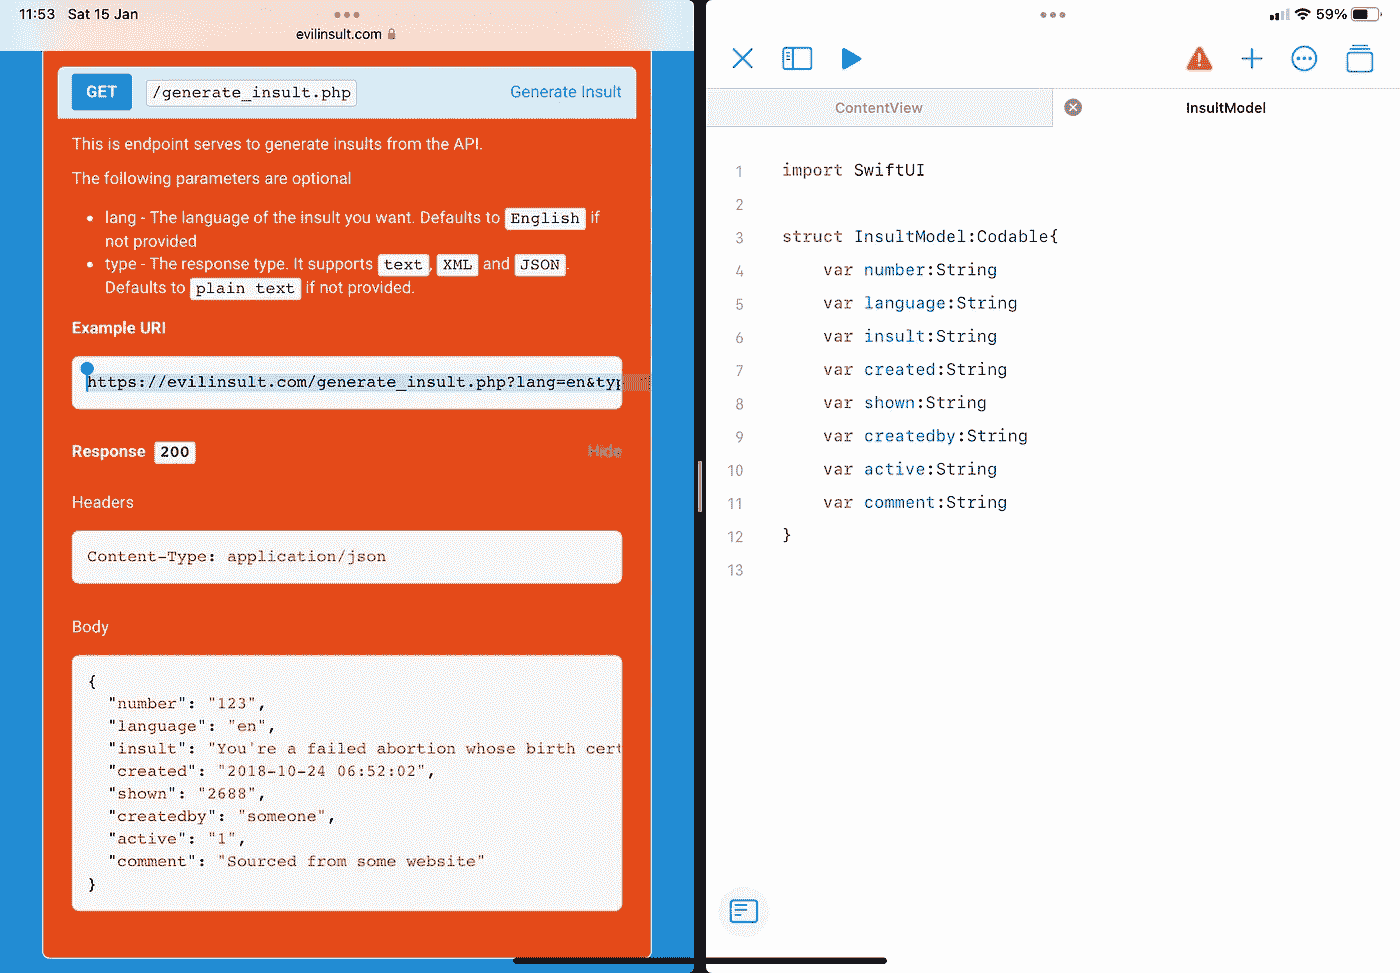 11:53 Sat 15 Jan
evilinsult.com
GET /generate_insult.php Generate Insult
This is endpoint serves to generate insults from the API.
The following parameters are optional
lang - The language of the insult you want. Defaults to English if
not provided
type - The response type. It supports text, XML and JSON.
Defaults to plain text if not provided.
Example URI
https://evilinsult.com/generate_insult.php?lang=en&typ
Response 200 Hide
Headers
Content-Type: application/json
Body
{
"number": "123",
"language": "en",
"insult": "You're a failed abortion whose birth cert
"created": "2018-10-24 06:52:02",
"shown": "2688",
"createdby": "someone",
"active": "1",
"comment": "Sourced from some website"
}
59%
ContentView InsultModel
1 import SwiftUI
2
3 struct InsultModel:Codable{
4 var number:String
5 var language:String
6 var insult:String
7 var created:String
8 var shown:String
9 var createdby:String
10 var active:String
11 var comment:String
12 }
13